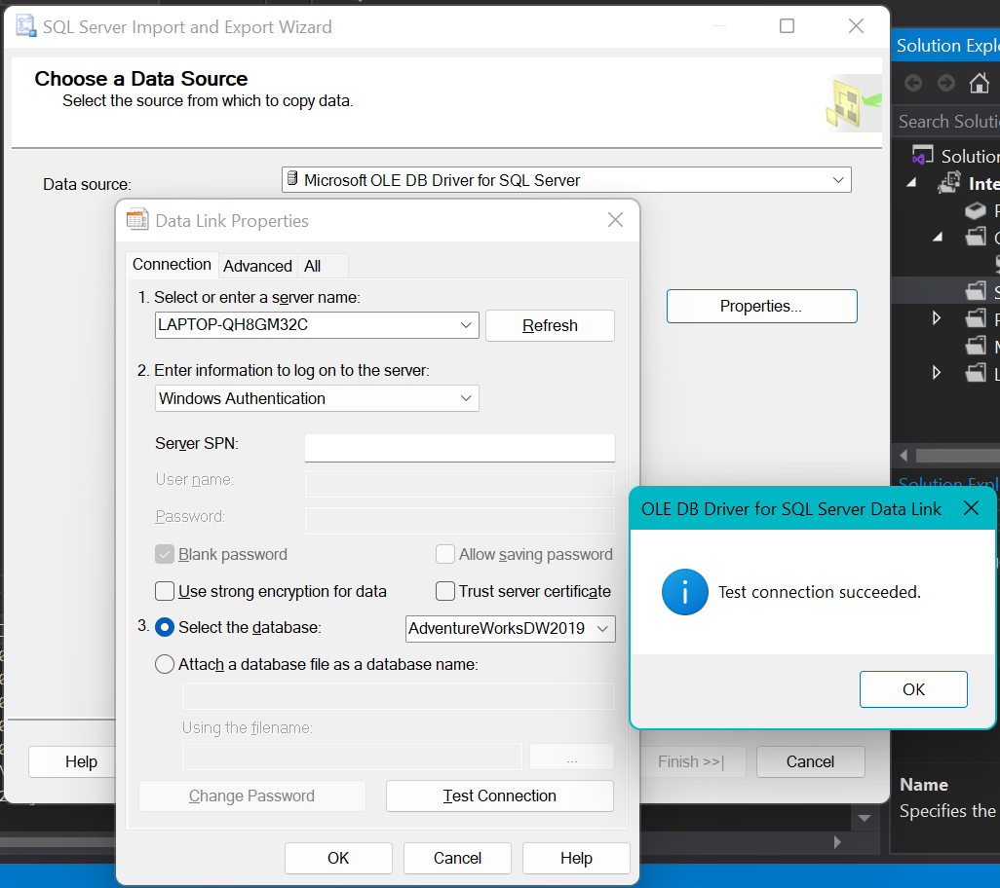 SQL Server Import and Export Wizard
Choose a Data Source
Select the source from which to copy data.
Data source:
Microsoft OLE DB Driver for SQL Server
Properties...
Data Link Properties
Connection Advanced All
1. Select or enter a server name:
LAPTOP-QH8GM32C
Refresh
2. Enter information to log on to the server:
Windows Authentication
Server SPN:
User name:
Password:
Blank password
Allow saving password
Use strong encryption for data
Trust server certificate
3. Select the database:
AdventureWorksDW2019
Attach a database file as a database name:
Using the filename:
...
Change Password
Test Connection
OK
Cancel
Help
OLE DB Driver for SQL Server Data Link
Test connection succeeded.
OK
Help
Finish >>|
Cancel
Solution Expl
Search Soluti
Solution
Inte
Solution Expl
Name
Specifies the